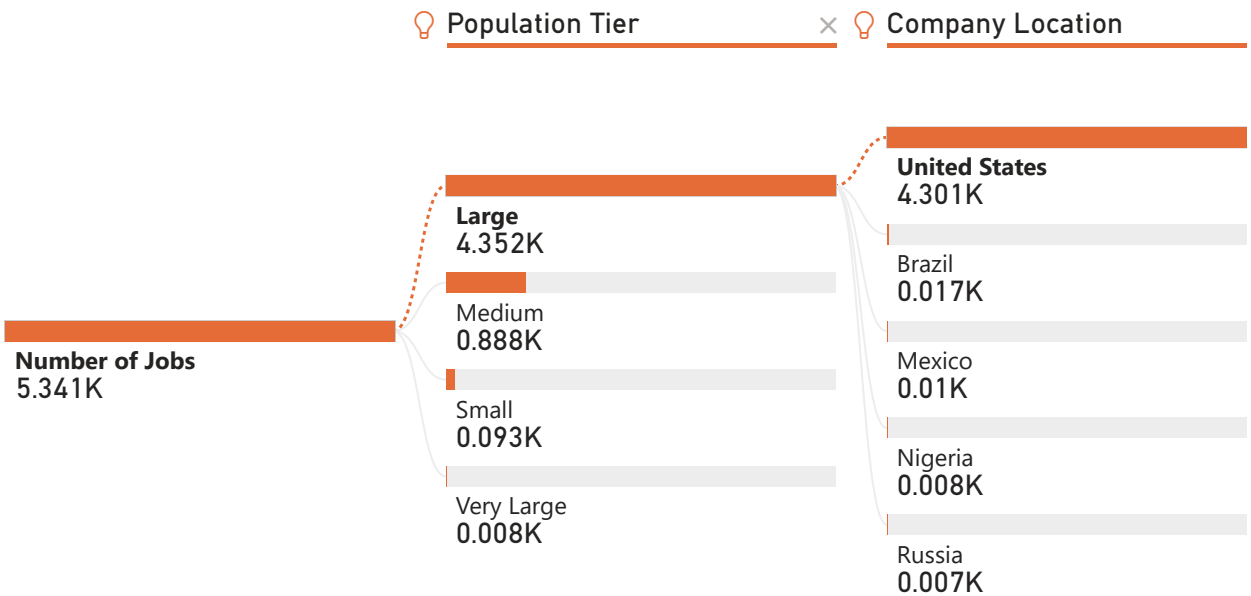 Population Tier
Company Location
Number of Jobs
5.341K
Large
4.352K
Medium
0.888K
Small
0.093K
Very Large
0.008K
United States
4.301K
Brazil
0.017K
Mexico
0.01K
Nigeria
0.008K
Russia
0.007K